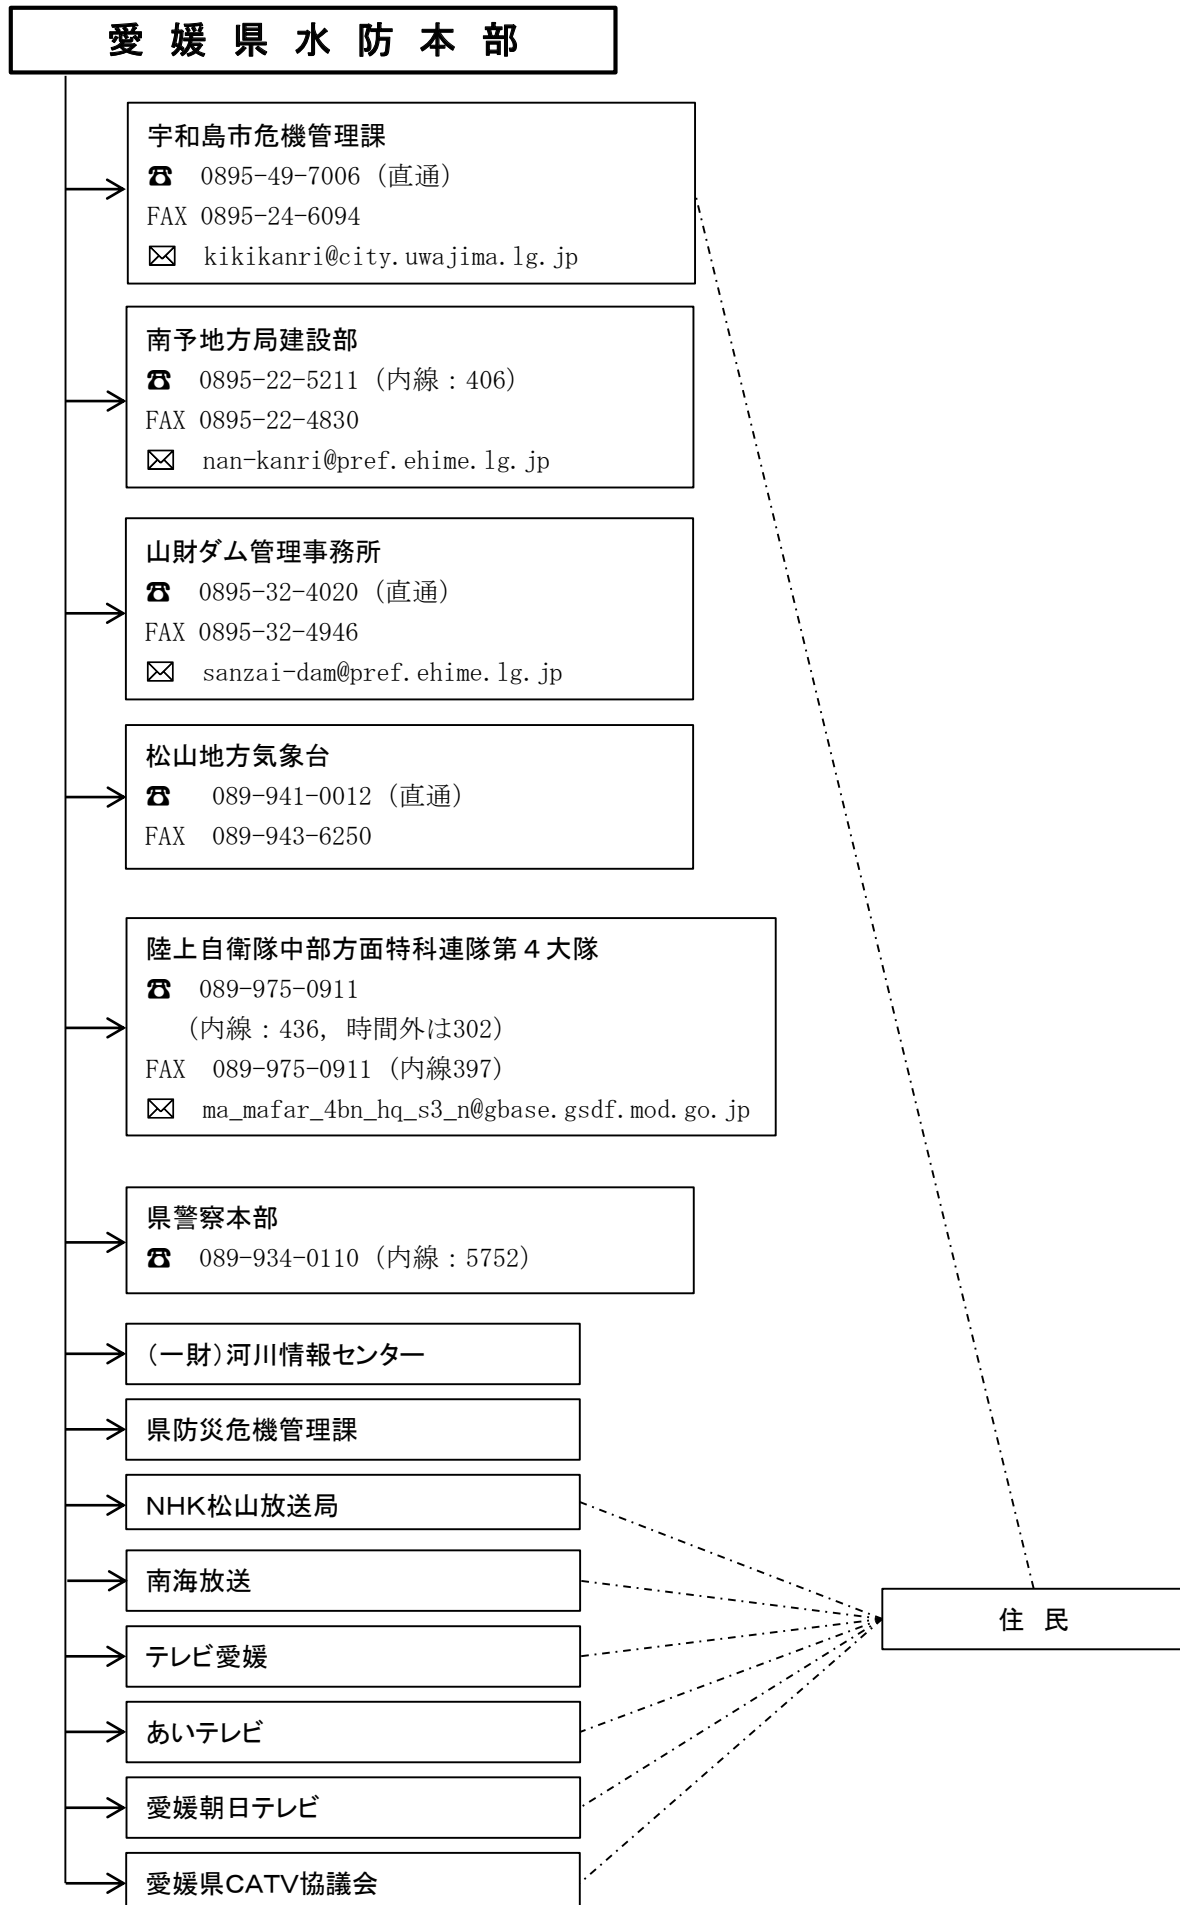 愛媛県水防本部
宇和島市危機管理課
☎ 0895-49-7006（直通）
FAX 0895-24-6094
✉ kikikanri@city.uwajima.lg.jp
南予地方局建設部
☎ 0895-22-5211（内線：406）
FAX 0895-22-4830
✉ nan-kanri@pref.ehime.lg.jp
山財ダム管理事務所
☎ 0895-32-4020（直通）
FAX 0895-32-4946
✉ sanzai-dam@pref.ehime.lg.jp
松山地方気象台
☎ 089-941-0012（直通）
FAX 089-943-6250
陸上自衛隊中部方面特科連隊第４大隊
☎ 089-975-0911
（内線：436，時間外は302）
FAX 089-975-0911（内線397）
✉ ma_mafar_4bn_hq_s3_n@gbase.gsdf.mod.go.jp
県警察本部
☎ 089-934-0110（内線：5752）
（一財）河川情報センター
県防災危機管理課
NHK松山放送局
南海放送
住民
テレビ愛媛
あいテレビ
愛媛朝日テレビ
愛媛県CATV協議会